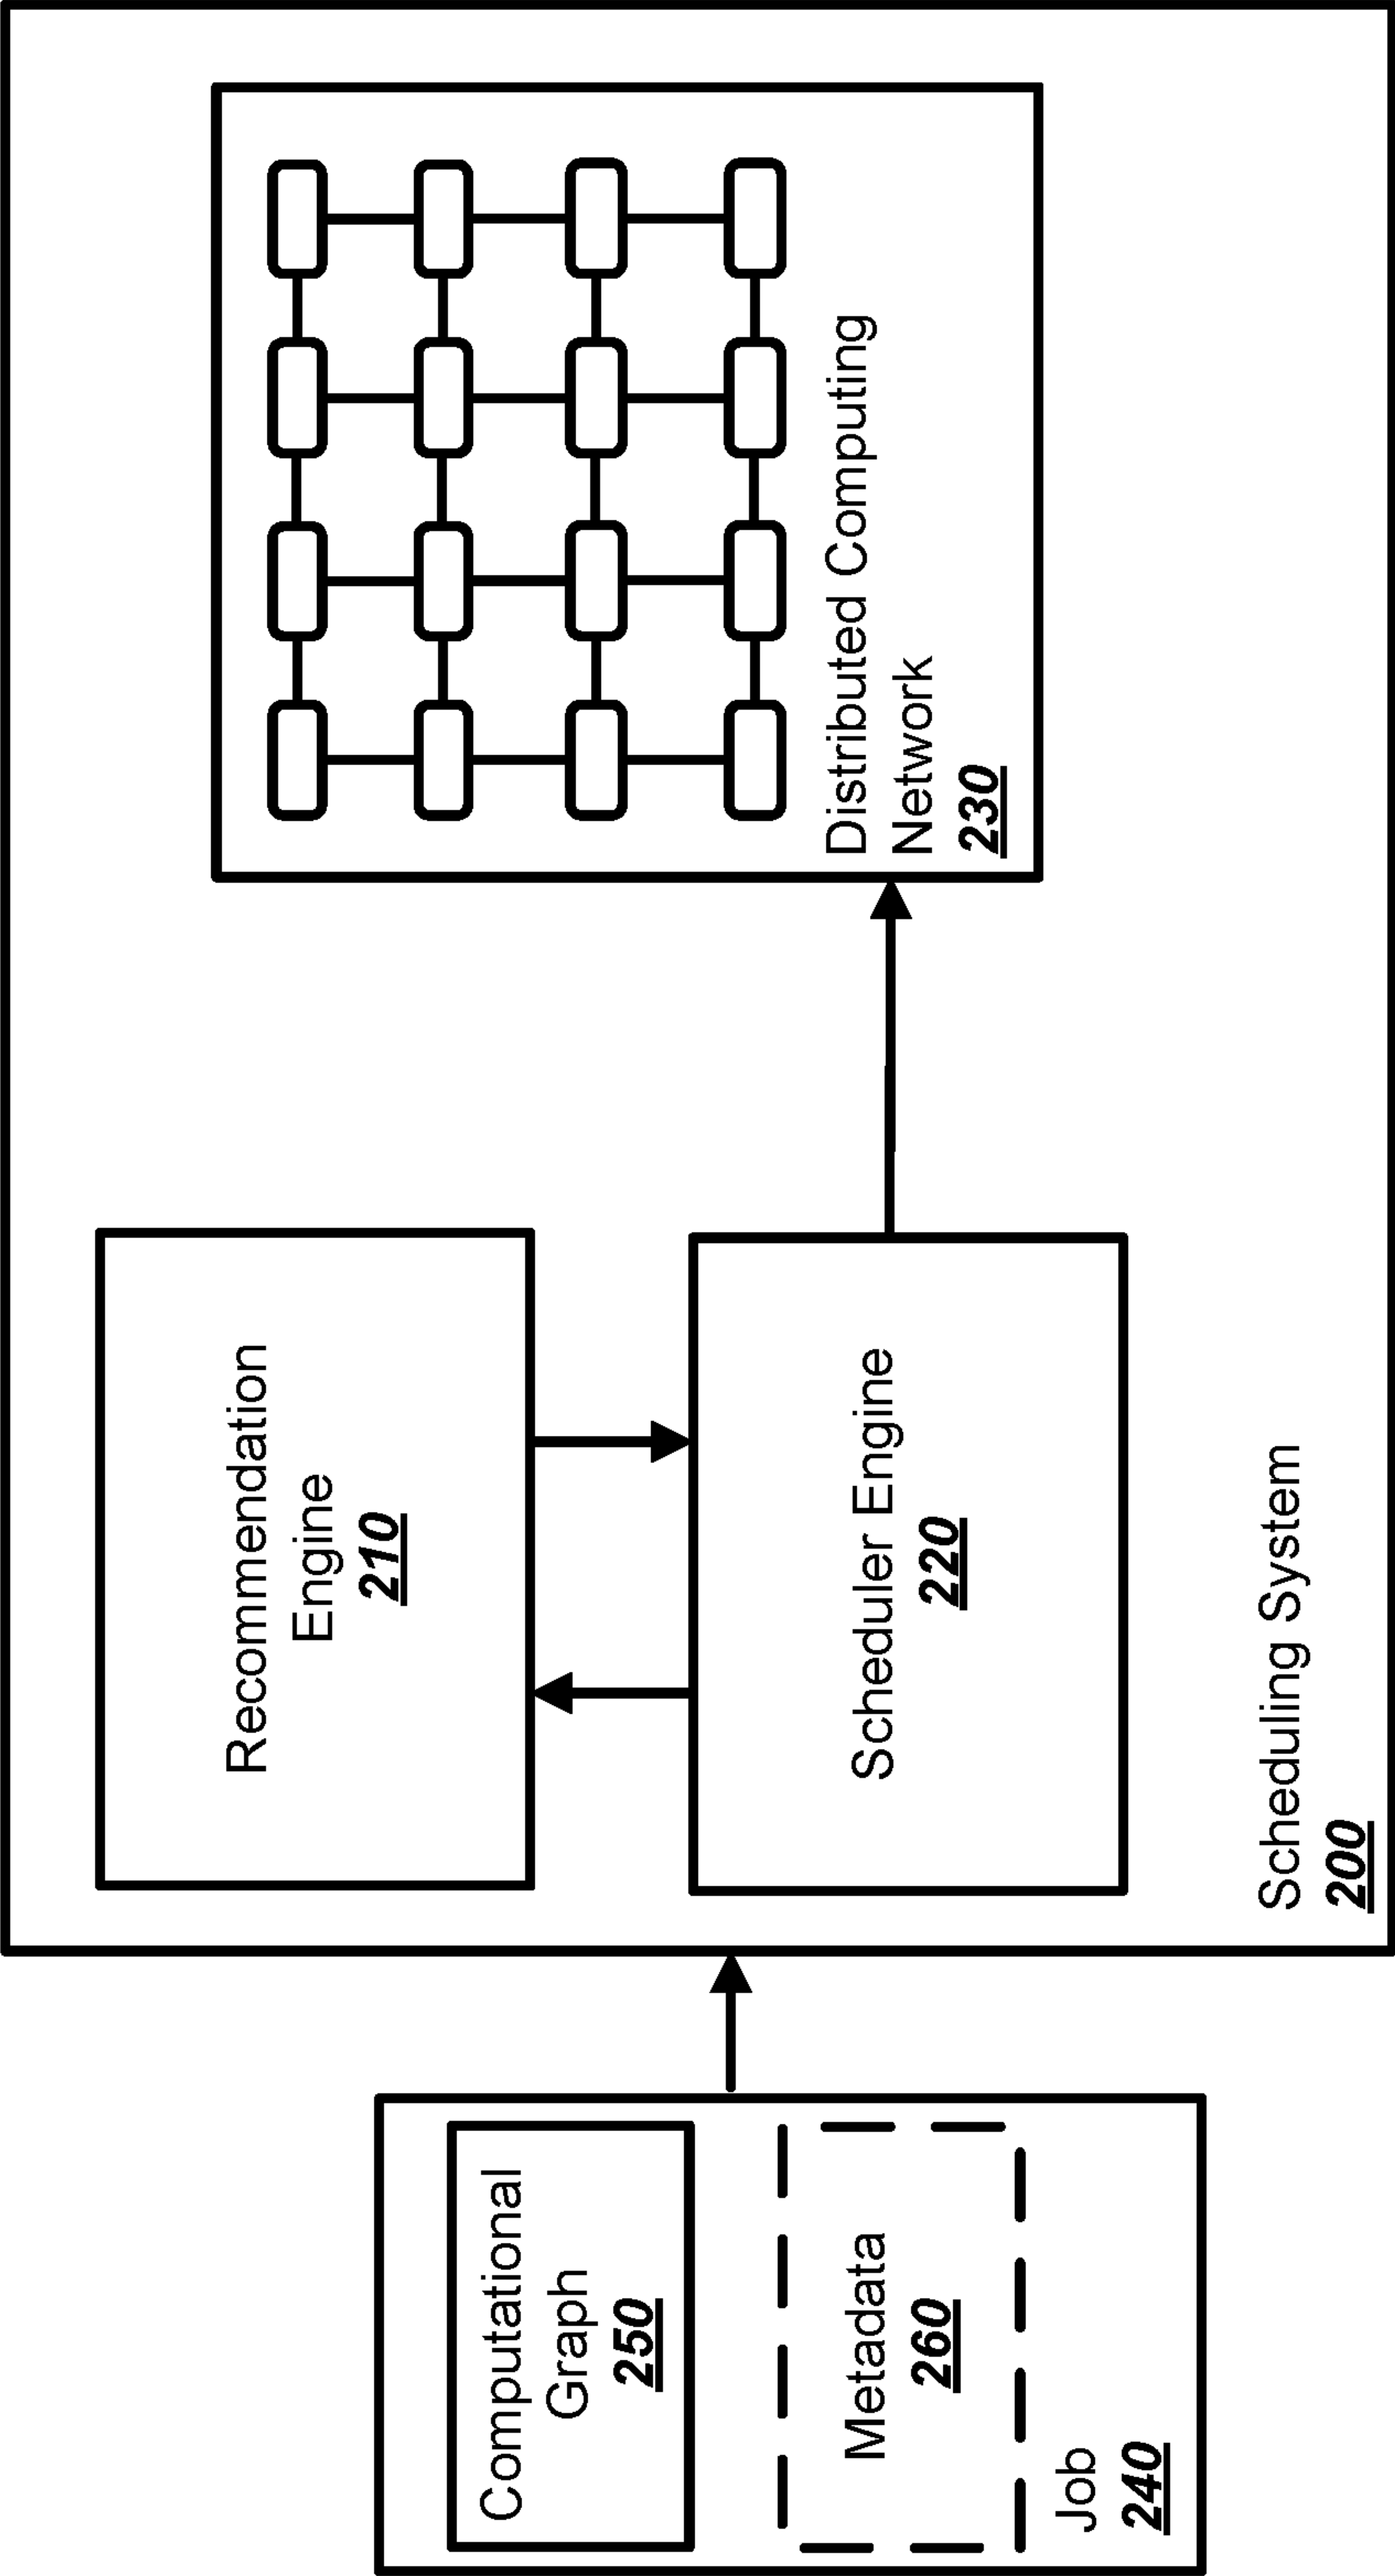 Computational
Graph
250
Metadata
260
Job
240
Recommendation
Engine
210
Scheduler Engine
220
Scheduling System
200
Distributed Computing
Network
230